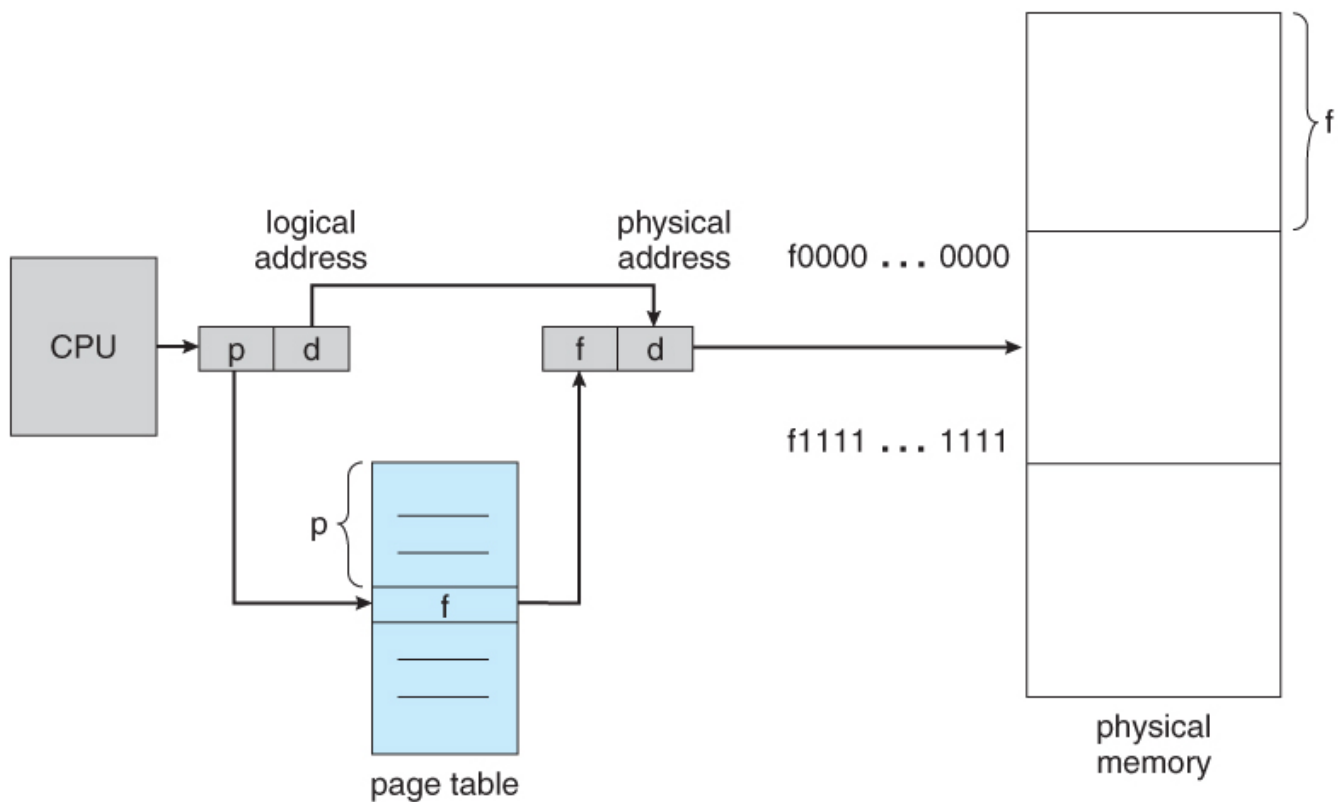 f
logical
address
physical
address
f0000 ... 0000
CPU
p
d
f
d
f1111 ... 1111
p
f
page table
physical
memory